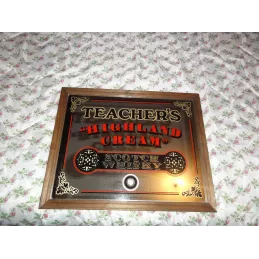 TEACHER'S
"HIGHLAND
CREAM"
SCOTCH
WHISKY